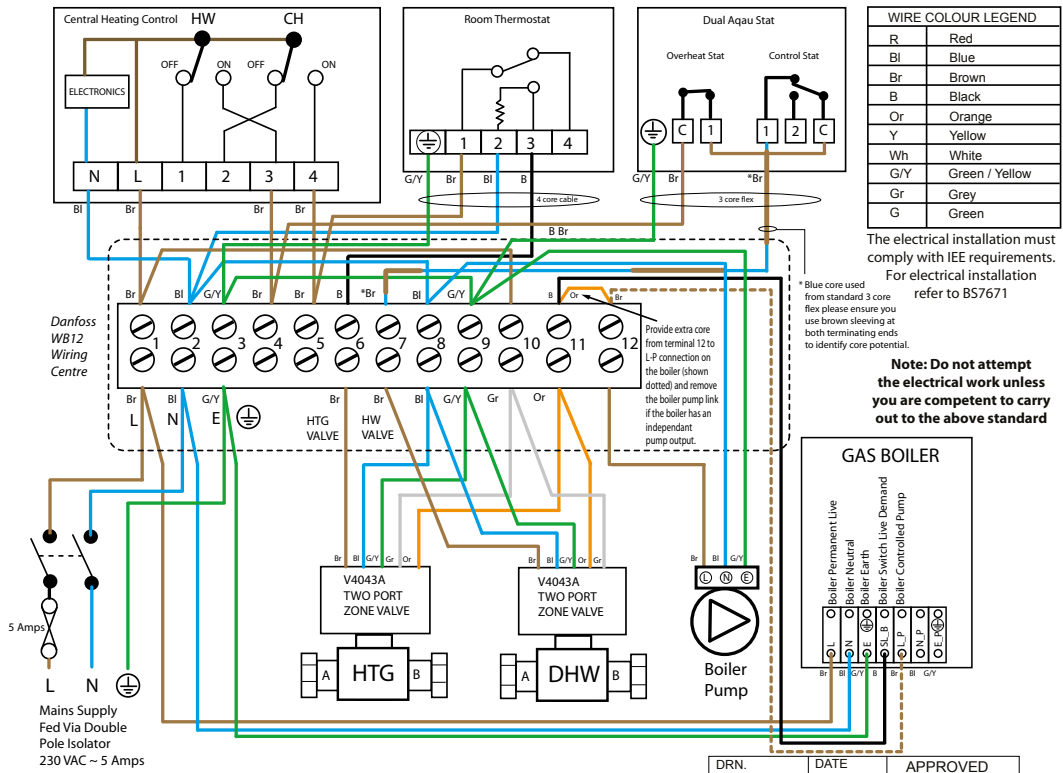 Central Heating Control
HW
CH
OFF
ON
OFF
ON
ELECTRONICS
N
L
1
2
3
4
Bl
Br
Br
Br
Room Thermostat
1
2
3
4
G/Y
Br
Bl
B
4 core cable
Dual Aqau Stat
Overheat Stat
Control Stat
C
1
1
2
C
G/Y
Br
*Br
3 core flex
B Br
WIRE COLOUR LEGEND
R Red
Bl Blue
Br Brown
B Black
Or Orange
Y Yellow
Wh White
G/Y Green / Yellow
Gr Grey
G Green
The electrical installation must
comply with IEE requirements.
For electrical installation
refer to BS7671
* Blue core used
from standard 3 core
flex please ensure you
use brown sleeving at
both terminating ends
to identify core potential.
Note: Do not attempt
the electrical work unless
you are competent to carry
out to the above standard
Danfoss
WB12
Wiring
Centre
Br
Bl
G/Y
Br
Br
B
*Br
Bl
G/Y
Br
B
Or
Br
1
2
3
4
5
6
7
8
9
10
11
12
Provide extra core
from terminal 12 to
L-P connection on
the boiler (shown
dotted) and remove
the boiler pump link
if the boiler has an
independant
pump output.
Br
Bl
G/Y
Br
Br
Bl
G/Y
Gr
Or
L
N
E
HTG
VALVE
HW
VALVE
5 Amps
L
N
Mains Supply
Fed Via Double
Pole Isolator
230 VAC ~ 5 Amps
Br
Bl
G/Y
Gr
Or
V4043A
TWO PORT
ZONE VALVE
A
HTG
B
Br
Bl
G/Y
Or
Gr
V4043A
TWO PORT
ZONE VALVE
A
DHW
B
Br
Bl
G/Y
L
N
E
Boiler
Pump
GAS BOILER
Boiler Permanent Live
Boiler Neutral
Boiler Earth
Boiler Switch Live Demand
Boiler Controlled Pump
L
N
E
SL_B
L_P
N_P
E_P
Br
Bl
G/Y
B
Br
Bl
G/Y
DRN.
DATE
APPROVED